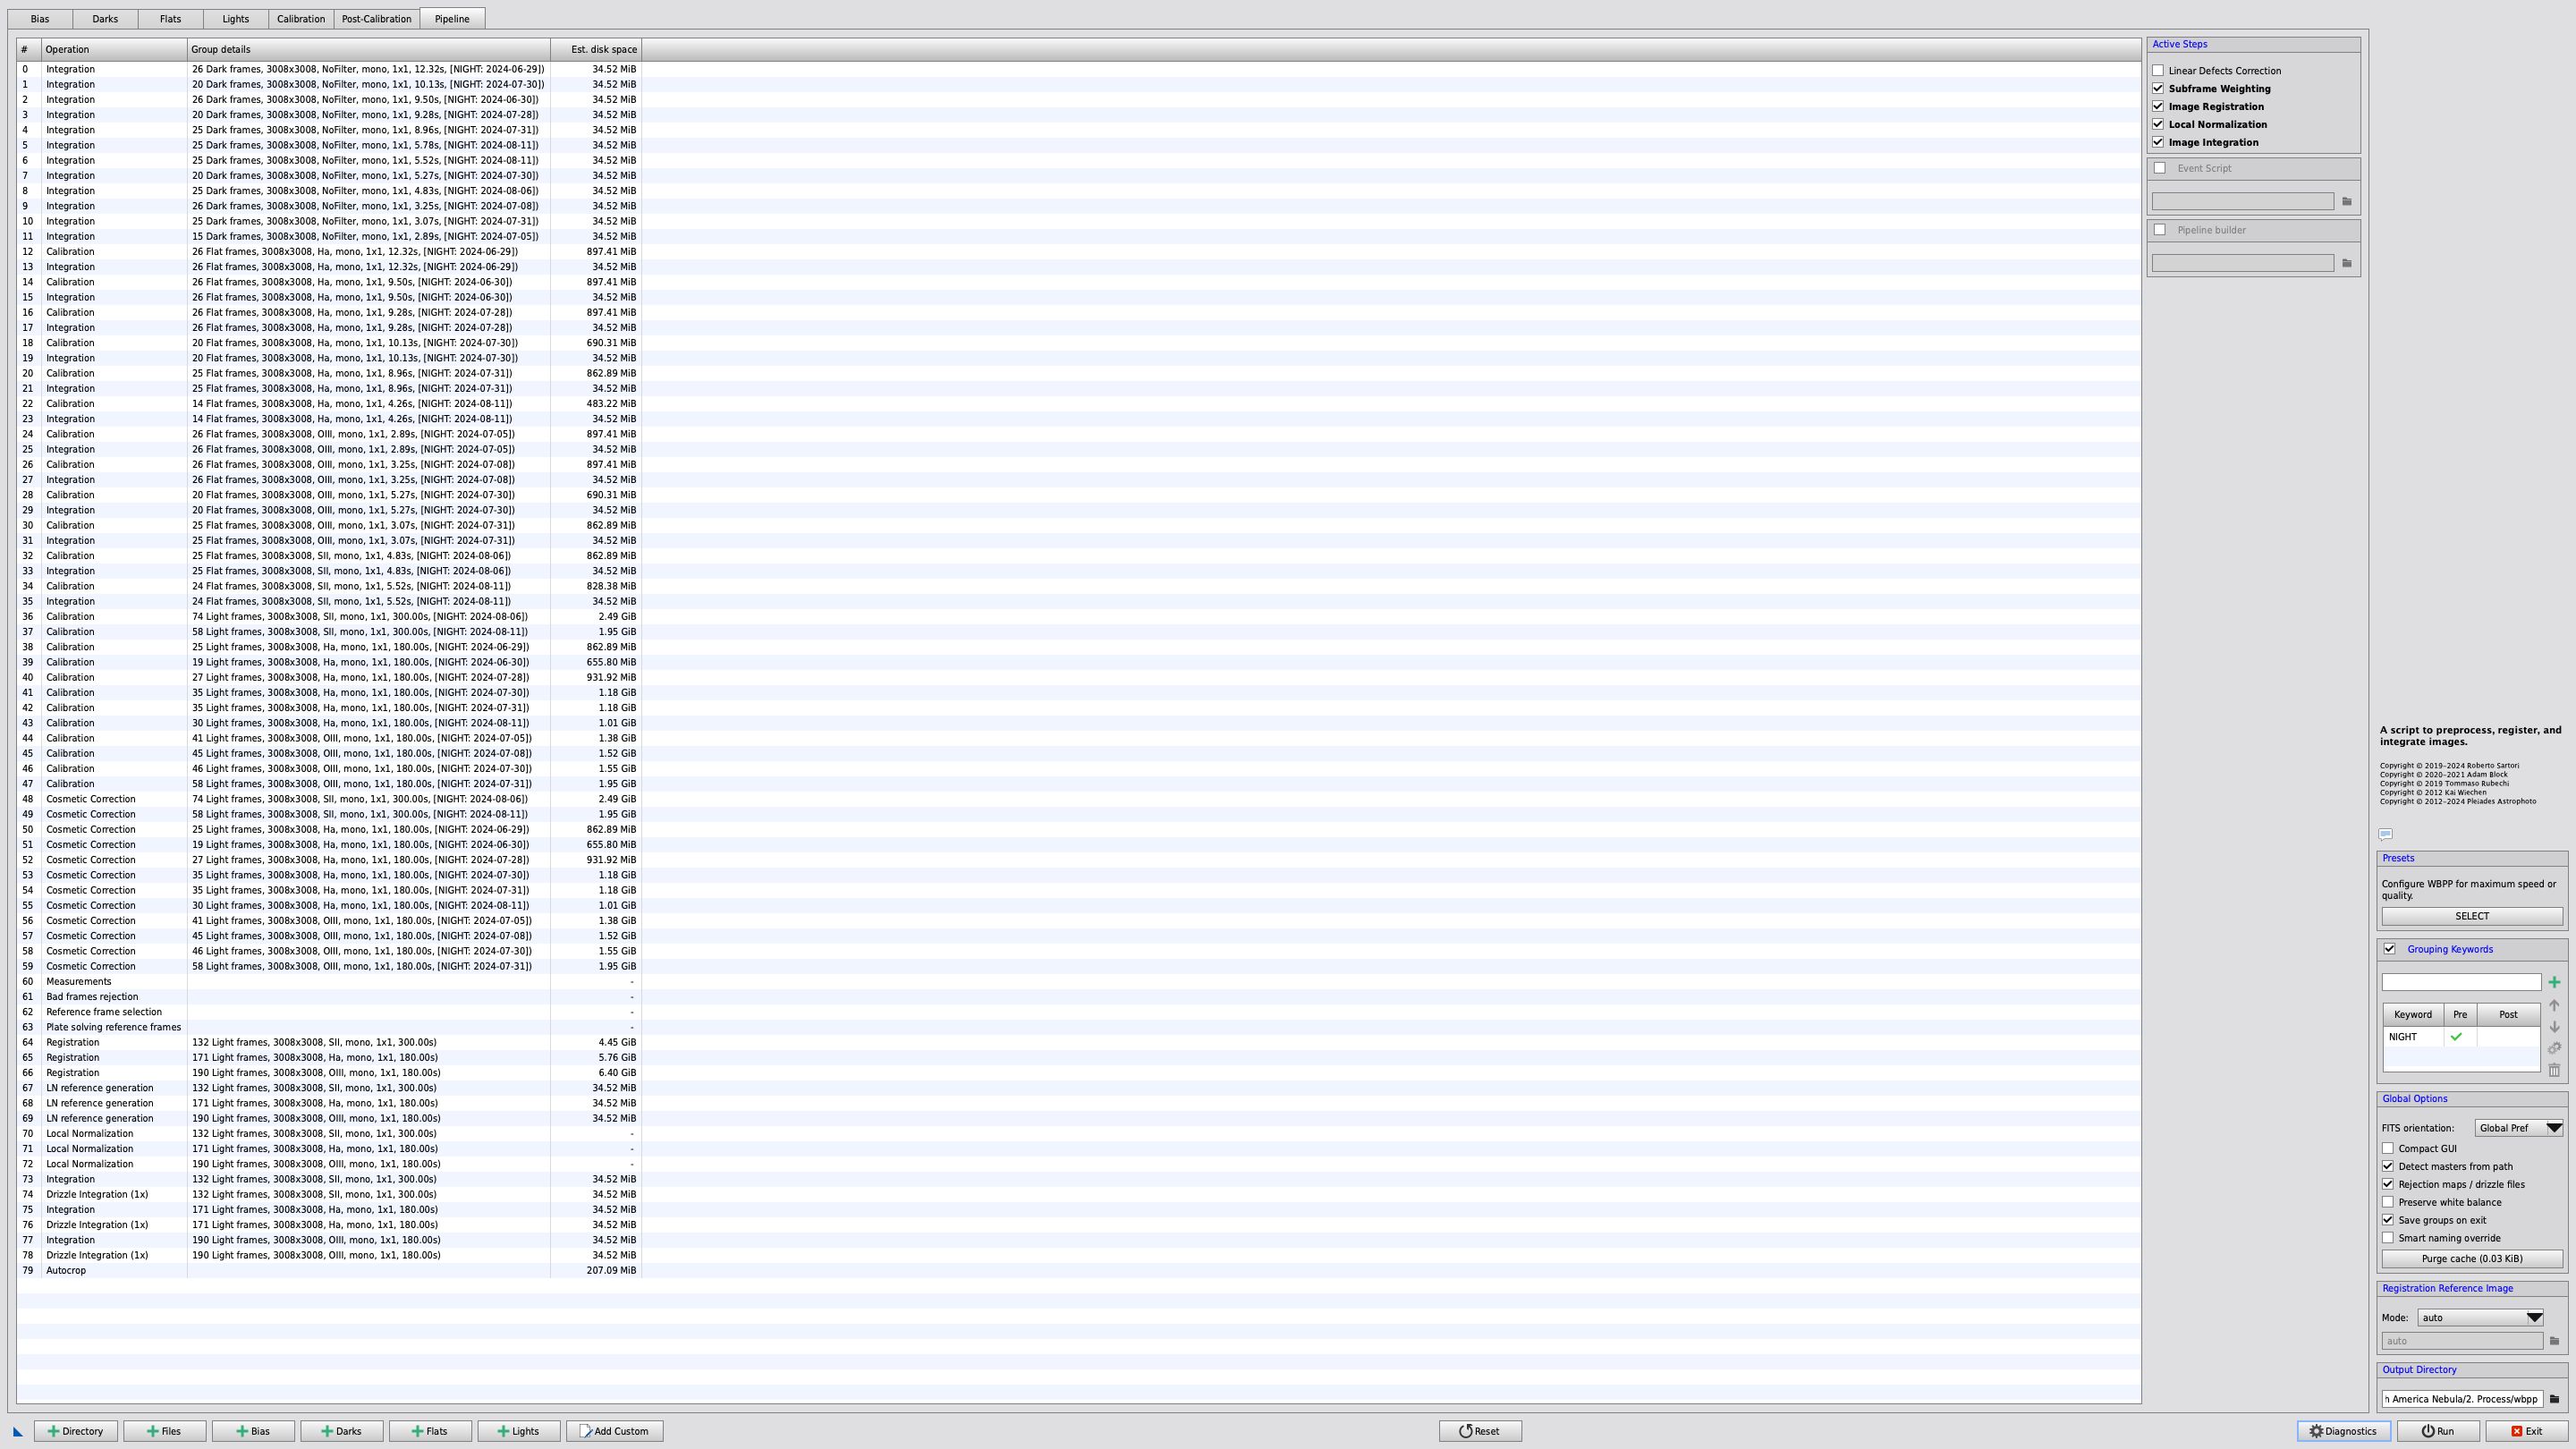 Bias Darks Flats Lights Calibration Post-Calibration Pipeline
# Operation Group details Est. disk space
0 Integration 26 Dark frames, 3008x3008, NoFilter, mono, 1x1, 12.32s, [NIGHT: 2024-06-29]) 34.52 MiB
1 Integration 20 Dark frames, 3008x3008, NoFilter, mono, 1x1, 10.13s, [NIGHT: 2024-07-30]) 34.52 MiB
2 Integration 26 Dark frames, 3008x3008, NoFilter, mono, 1x1, 9.50s, [NIGHT: 2024-06-30]) 34.52 MiB
3 Integration 20 Dark frames, 3008x3008, NoFilter, mono, 1x1, 9.28s, [NIGHT: 2024-07-28]) 34.52 MiB
4 Integration 25 Dark frames, 3008x3008, NoFilter, mono, 1x1, 8.96s, [NIGHT: 2024-07-31]) 34.52 MiB
5 Integration 25 Dark frames, 3008x3008, NoFilter, mono, 1x1, 5.78s, [NIGHT: 2024-08-11]) 34.52 MiB
6 Integration 25 Dark frames, 3008x3008, NoFilter, mono, 1x1, 5.52s, [NIGHT: 2024-08-11]) 34.52 MiB
7 Integration 20 Dark frames, 3008x3008, NoFilter, mono, 1x1, 5.27s, [NIGHT: 2024-07-30]) 34.52 MiB
8 Integration 25 Dark frames, 3008x3008, NoFilter, mono, 1x1, 4.83s, [NIGHT: 2024-08-06]) 34.52 MiB
9 Integration 26 Dark frames, 3008x3008, NoFilter, mono, 1x1, 3.25s, [NIGHT: 2024-07-08]) 34.52 MiB
10 Integration 25 Dark frames, 3008x3008, NoFilter, mono, 1x1, 3.07s, [NIGHT: 2024-07-31]) 34.52 MiB
11 Integration 15 Dark frames, 3008x3008, NoFilter, mono, 1x1, 2.89s, [NIGHT: 2024-07-05]) 34.52 MiB
12 Calibration 26 Flat frames, 3008x3008, Ha, mono, 1x1, 12.32s, [NIGHT: 2024-06-29]) 897.41 MiB
13 Integration 26 Flat frames, 3008x3008, Ha, mono, 1x1, 12.32s, [NIGHT: 2024-06-29]) 34.52 MiB
14 Calibration 26 Flat frames, 3008x3008, Ha, mono, 1x1, 9.50s, [NIGHT: 2024-06-30]) 897.41 MiB
15 Integration 26 Flat frames, 3008x3008, Ha, mono, 1x1, 9.50s, [NIGHT: 2024-06-30]) 34.52 MiB
16 Calibration 26 Flat frames, 3008x3008, Ha, mono, 1x1, 9.28s, [NIGHT: 2024-07-28]) 897.41 MiB
17 Integration 26 Flat frames, 3008x3008, Ha, mono, 1x1, 9.28s, [NIGHT: 2024-07-28]) 34.52 MiB
18 Calibration 20 Flat frames, 3008x3008, Ha, mono, 1x1, 10.13s, [NIGHT: 2024-07-30]) 690.31 MiB
19 Integration 20 Flat frames, 3008x3008, Ha, mono, 1x1, 10.13s, [NIGHT: 2024-07-30]) 34.52 MiB
20 Calibration 25 Flat frames, 3008x3008, Ha, mono, 1x1, 8.96s, [NIGHT: 2024-07-31]) 862.89 MiB
21 Integration 25 Flat frames, 3008x3008, Ha, mono, 1x1, 8.96s, [NIGHT: 2024-07-31]) 34.52 MiB
22 Calibration 14 Flat frames, 3008x3008, Ha, mono, 1x1, 4.26s, [NIGHT: 2024-08-11]) 483.22 MiB
23 Integration 14 Flat frames, 3008x3008, Ha, mono, 1x1, 4.26s, [NIGHT: 2024-08-11]) 34.52 MiB
24 Calibration 26 Flat frames, 3008x3008, OIII, mono, 1x1, 2.89s, [NIGHT: 2024-07-05]) 897.41 MiB
25 Integration 26 Flat frames, 3008x3008, OIII, mono, 1x1, 2.89s, [NIGHT: 2024-07-05]) 34.52 MiB
26 Calibration 26 Flat frames, 3008x3008, OIII, mono, 1x1, 3.25s, [NIGHT: 2024-07-08]) 897.41 MiB
27 Integration 26 Flat frames, 3008x3008, OIII, mono, 1x1, 3.25s, [NIGHT: 2024-07-08]) 34.52 MiB
28 Calibration 20 Flat frames, 3008x3008, OIII, mono, 1x1, 5.27s, [NIGHT: 2024-07-30]) 690.31 MiB
29 Integration 20 Flat frames, 3008x3008, OIII, mono, 1x1, 5.27s, [NIGHT: 2024-07-30]) 34.52 MiB
30 Calibration 25 Flat frames, 3008x3008, OIII, mono, 1x1, 3.07s, [NIGHT: 2024-07-31]) 862.89 MiB
31 Integration 25 Flat frames, 3008x3008, OIII, mono, 1x1, 3.07s, [NIGHT: 2024-07-31]) 34.52 MiB
32 Calibration 25 Flat frames, 3008x3008, SII, mono, 1x1, 4.83s, [NIGHT: 2024-08-06]) 862.89 MiB
33 Integration 25 Flat frames, 3008x3008, SII, mono, 1x1, 4.83s, [NIGHT: 2024-08-06]) 34.52 MiB
34 Calibration 24 Flat frames, 3008x3008, SII, mono, 1x1, 5.52s, [NIGHT: 2024-08-11]) 828.38 MiB
35 Integration 24 Flat frames, 3008x3008, SII, mono, 1x1, 5.52s, [NIGHT: 2024-08-11]) 34.52 MiB
36 Calibration 74 Light frames, 3008x3008, SII, mono, 1x1, 300.00s, [NIGHT: 2024-08-06]) 2.49 GiB
37 Calibration 58 Light frames, 3008x3008, SII, mono, 1x1, 300.00s, [NIGHT: 2024-08-11]) 1.95 GiB
38 Calibration 25 Light frames, 3008x3008, Ha, mono, 1x1, 180.00s, [NIGHT: 2024-06-29]) 862.89 MiB
39 Calibration 19 Light frames, 3008x3008, Ha, mono, 1x1, 180.00s, [NIGHT: 2024-06-30]) 655.80 MiB
40 Calibration 27 Light frames, 3008x3008, Ha, mono, 1x1, 180.00s, [NIGHT: 2024-07-28]) 931.92 MiB
41 Calibration 35 Light frames, 3008x3008, Ha, mono, 1x1, 180.00s, [NIGHT: 2024-07-30]) 1.18 GiB
42 Calibration 35 Light frames, 3008x3008, Ha, mono, 1x1, 180.00s, [NIGHT: 2024-07-31]) 1.18 GiB
43 Calibration 30 Light frames, 3008x3008, Ha, mono, 1x1, 180.00s, [NIGHT: 2024-08-11]) 1.01 GiB
44 Calibration 41 Light frames, 3008x3008, OIII, mono, 1x1, 180.00s, [NIGHT: 2024-07-05]) 1.38 GiB
45 Calibration 45 Light frames, 3008x3008, OIII, mono, 1x1, 180.00s, [NIGHT: 2024-07-08]) 1.52 GiB
46 Calibration 46 Light frames, 3008x3008, OIII, mono, 1x1, 180.00s, [NIGHT: 2024-07-30]) 1.55 GiB
47 Calibration 58 Light frames, 3008x3008, OIII, mono, 1x1, 180.00s, [NIGHT: 2024-07-31]) 1.95 GiB
48 Cosmetic Correction 74 Light frames, 3008x3008, SII, mono, 1x1, 300.00s, [NIGHT: 2024-08-06]) 2.49 GiB
49 Cosmetic Correction 58 Light frames, 3008x3008, SII, mono, 1x1, 300.00s, [NIGHT: 2024-08-11]) 1.95 GiB
50 Cosmetic Correction 25 Light frames, 3008x3008, Ha, mono, 1x1, 180.00s, [NIGHT: 2024-06-29]) 862.89 MiB
51 Cosmetic Correction 19 Light frames, 3008x3008, Ha, mono, 1x1, 180.00s, [NIGHT: 2024-06-30]) 655.80 MiB
52 Cosmetic Correction 27 Light frames, 3008x3008, Ha, mono, 1x1, 180.00s, [NIGHT: 2024-07-28]) 931.92 MiB
53 Cosmetic Correction 35 Light frames, 3008x3008, Ha, mono, 1x1, 180.00s, [NIGHT: 2024-07-30]) 1.18 GiB
54 Cosmetic Correction 35 Light frames, 3008x3008, Ha, mono, 1x1, 180.00s, [NIGHT: 2024-07-31]) 1.18 GiB
55 Cosmetic Correction 30 Light frames, 3008x3008, Ha, mono, 1x1, 180.00s, [NIGHT: 2024-08-11]) 1.01 GiB
56 Cosmetic Correction 41 Light frames, 3008x3008, OIII, mono, 1x1, 180.00s, [NIGHT: 2024-07-05]) 1.38 GiB
57 Cosmetic Correction 45 Light frames, 3008x3008, OIII, mono, 1x1, 180.00s, [NIGHT: 2024-07-08]) 1.52 GiB
58 Cosmetic Correction 46 Light frames, 3008x3008, OIII, mono, 1x1, 180.00s, [NIGHT: 2024-07-30]) 1.55 GiB
59 Cosmetic Correction 58 Light frames, 3008x3008, OIII, mono, 1x1, 180.00s, [NIGHT: 2024-07-31]) 1.95 GiB
60 Measurements -
61 Bad frames rejection -
62 Reference frame selection -
63 Plate solving reference frames -
64 Registration 132 Light frames, 3008x3008, SII, mono, 1x1, 300.00s) 4.45 GiB
65 Registration 171 Light frames, 3008x3008, Ha, mono, 1x1, 180.00s) 5.76 GiB
66 Registration 190 Light frames, 3008x3008, OIII, mono, 1x1, 180.00s) 6.40 GiB
67 LN reference generation 132 Light frames, 3008x3008, SII, mono, 1x1, 300.00s) 34.52 MiB
68 LN reference generation 171 Light frames, 3008x3008, Ha, mono, 1x1, 180.00s) 34.52 MiB
69 LN reference generation 190 Light frames, 3008x3008, OIII, mono, 1x1, 180.00s) 34.52 MiB
70 Local Normalization 132 Light frames, 3008x3008, SII, mono, 1x1, 300.00s) -
71 Local Normalization 171 Light frames, 3008x3008, Ha, mono, 1x1, 180.00s) -
72 Local Normalization 190 Light frames, 3008x3008, OIII, mono, 1x1, 180.00s) -
73 Integration 132 Light frames, 3008x3008, SII, mono, 1x1, 300.00s) 34.52 MiB
74 Drizzle Integration (1x) 132 Light frames, 3008x3008, SII, mono, 1x1, 300.00s) 34.52 MiB
75 Integration 171 Light frames, 3008x3008, Ha, mono, 1x1, 180.00s) 34.52 MiB
76 Drizzle Integration (1x) 171 Light frames, 3008x3008, Ha, mono, 1x1, 180.00s) 34.52 MiB
77 Integration 190 Light frames, 3008x3008, OIII, mono, 1x1, 180.00s) 34.52 MiB
78 Drizzle Integration (1x) 190 Light frames, 3008x3008, OIII, mono, 1x1, 180.00s) 34.52 MiB
79 Autocrop 207.09 MiB
Active Steps
Linear Defects Correction
Subframe Weighting
Image Registration
Local Normalization
Image Integration
Event Script
Pipeline builder
A script to preprocess, register, and
integrate images.
Copyright © 2019-2024 Roberto Sartori
Copyright © 2020-2021 Adam Block
Copyright © 2019 Tommaso Rubechi
Copyright © 2012 Kai Wiechen
Copyright © 2012-2024 Pleiades Astrophoto
Presets
Configure WBPP for maximum speed or
quality.
SELECT
Grouping Keywords
Keyword Pre Post
NIGHT
Global Options
FITS orientation: Global Pref
Compact GUI
Detect masters from path
Rejection maps / drizzle files
Preserve white balance
Save groups on exit
Smart naming override
Purge cache (0.03 KiB)
Registration Reference Image
Mode: auto
auto
Output Directory
America Nebula/2. Process/wbpp
Directory Files Bias Darks Flats Lights Add Custom Reset Diagnostics Run Exit